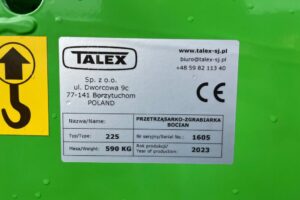 TALEX
Sp. z o.o.
ul. Dworcowa 9c
77-141 Borzytuchom
POLAND
www.talex-sj.pl
biuro@talex-sj.pl
+48 59 82 113 40
CE
Nazwa/Name: PRZETRZĄSARKO-ZGRABIARKA BOCIAN
Typ/Type: 225 Nr seryjny/Serial No.: 1605
Masa/Weight: 590 KG Rok produkcji/ Year of production: 2023